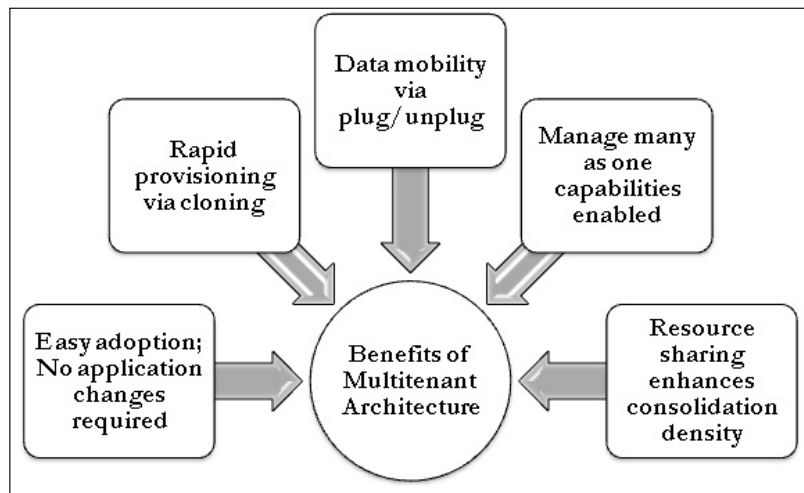 Easy adoption;
No application
changes
required
Rapid
provisioning
via cloning
Data mobility
via
plug/unplug
Manage many
as one
capabilities
enabled
Resource
sharing
enhances
consolidation
density
Benefits of
Multitenant
Architecture